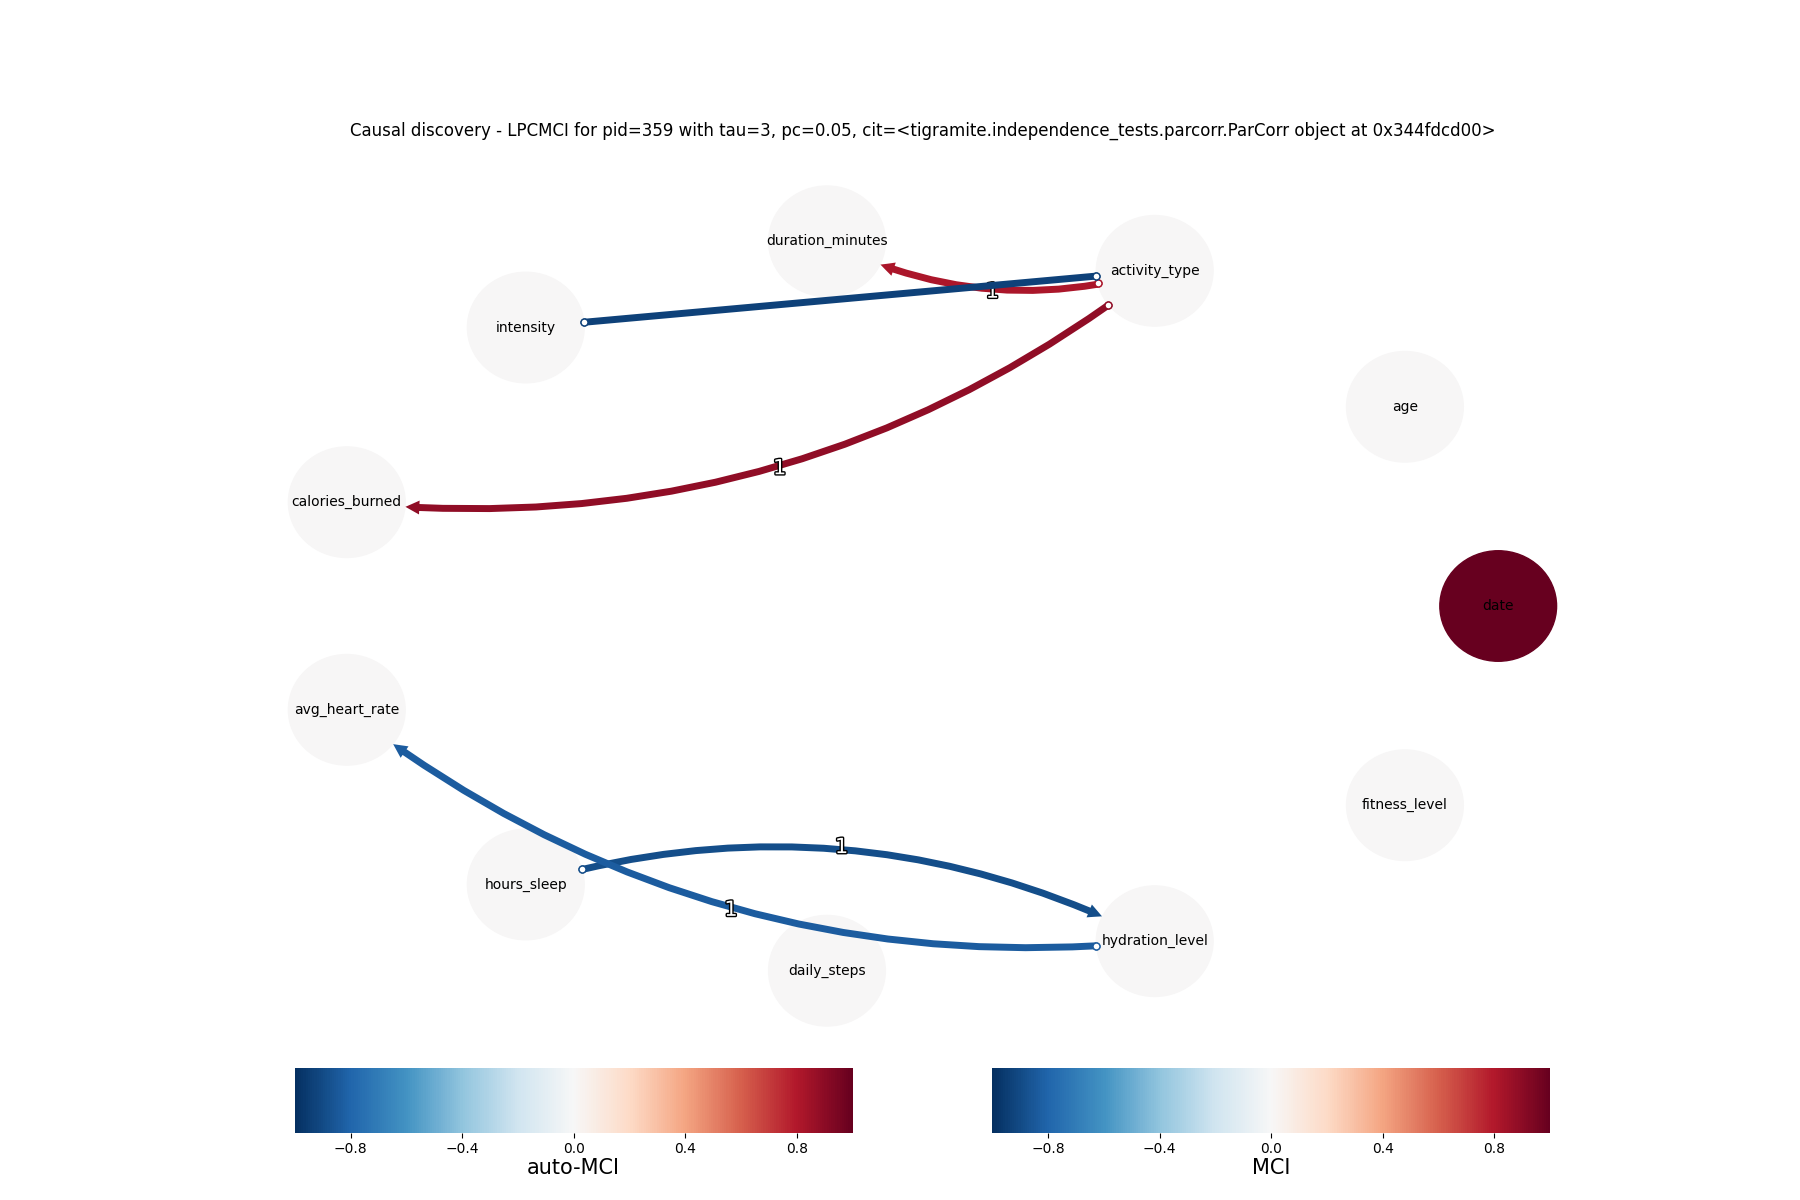 Causal discovery - LPCMCI for pid=359 with tau=3, pc=0.05, cit=<tigramite.independence_tests.parcorr.ParCorr object at 0x344fdcd00>
duration_minutes
activity_type
1
intensity
age
1
calories_burned
date
avg_heart_rate
fitness_level
1
hours_sleep
1
hydration_level
daily_steps
−0.8 −0.4 0.0 0.4 0.8
auto-MCI
−0.8 −0.4 0.0 0.4 0.8
MCI